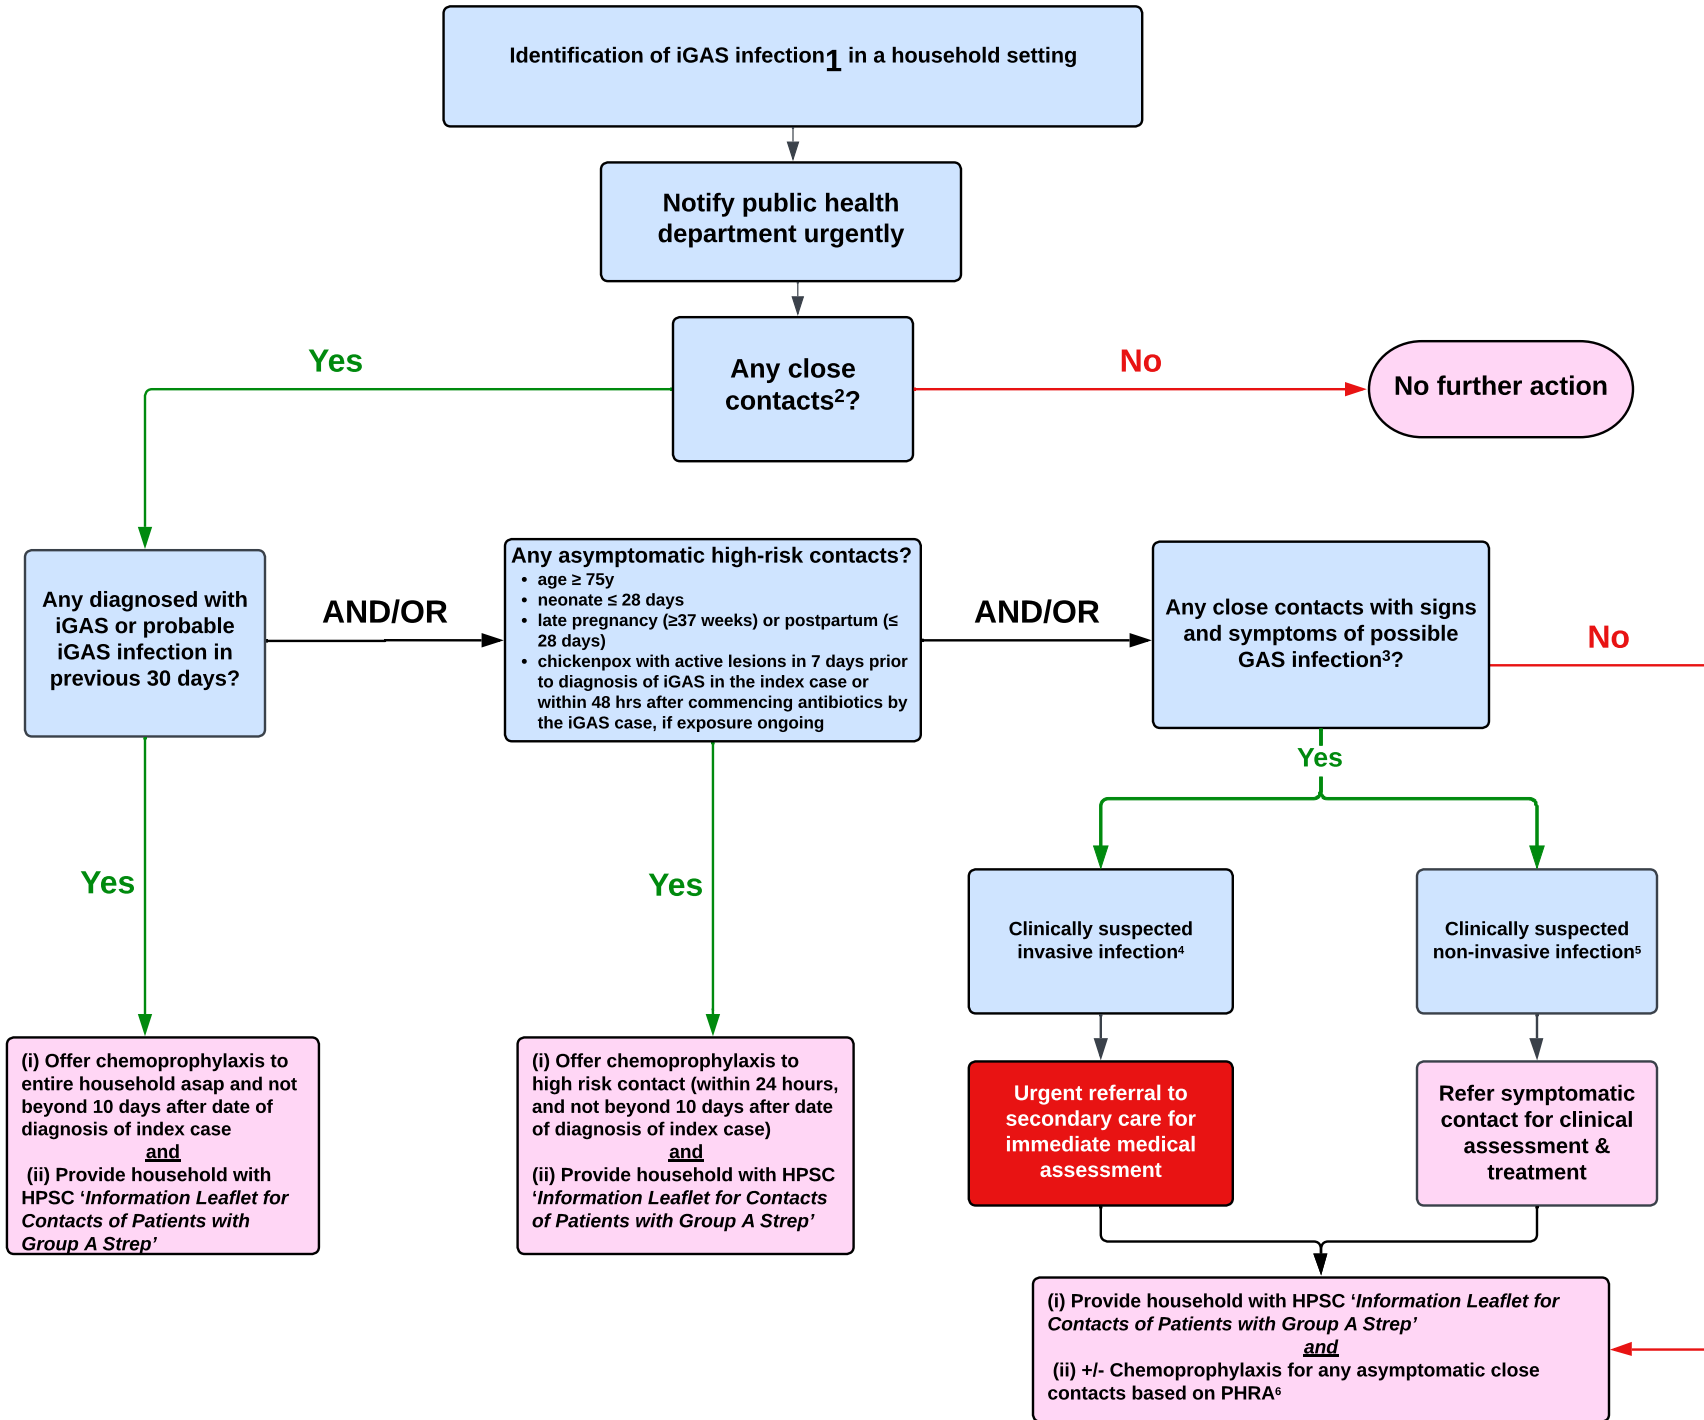 Identification of iGAS infection1 in a household setting
Notify public health
department urgently
Yes
Any close
contacts²?
No
No further action
Any diagnosed with
iGAS or probable
iGAS infection in
previous 30 days?
AND/OR
Any asymptomatic high-risk contacts?
• age ≥ 75y
• neonate ≤ 28 days
• late pregnancy (≥37 weeks) or postpartum (≤
28 days)
• chickenpox with active lesions in 7 days prior
to diagnosis of iGAS in the index case or
within 48 hrs after commencing antibiotics by
the iGAS case, if exposure ongoing
AND/OR
Any close contacts with signs
and symptoms of possible
GAS infection³?
No
Yes
Yes
Yes
Clinically suspected
invasive infection⁴
Clinically suspected
non-invasive infection⁵
(i) Offer chemoprophylaxis to
entire household asap and not
beyond 10 days after date of
diagnosis of index case
and
(ii) Provide household with
HPSC ‘Information Leaflet for
Contacts of Patients with
Group A Strep’
(i) Offer chemoprophylaxis to
high risk contact (within 24 hours,
and not beyond 10 days after date
of diagnosis of index case)
and
(ii) Provide household with HPSC
‘Information Leaflet for Contacts
of Patients with Group A Strep’
Urgent referral to
secondary care for
immediate medical
assessment
Refer symptomatic
contact for clinical
assessment &
treatment
(i) Provide household with HPSC ‘Information Leaflet for
Contacts of Patients with Group A Strep’
and
(ii) +/- Chemoprophylaxis for any asymptomatic close
contacts based on PHRA⁶